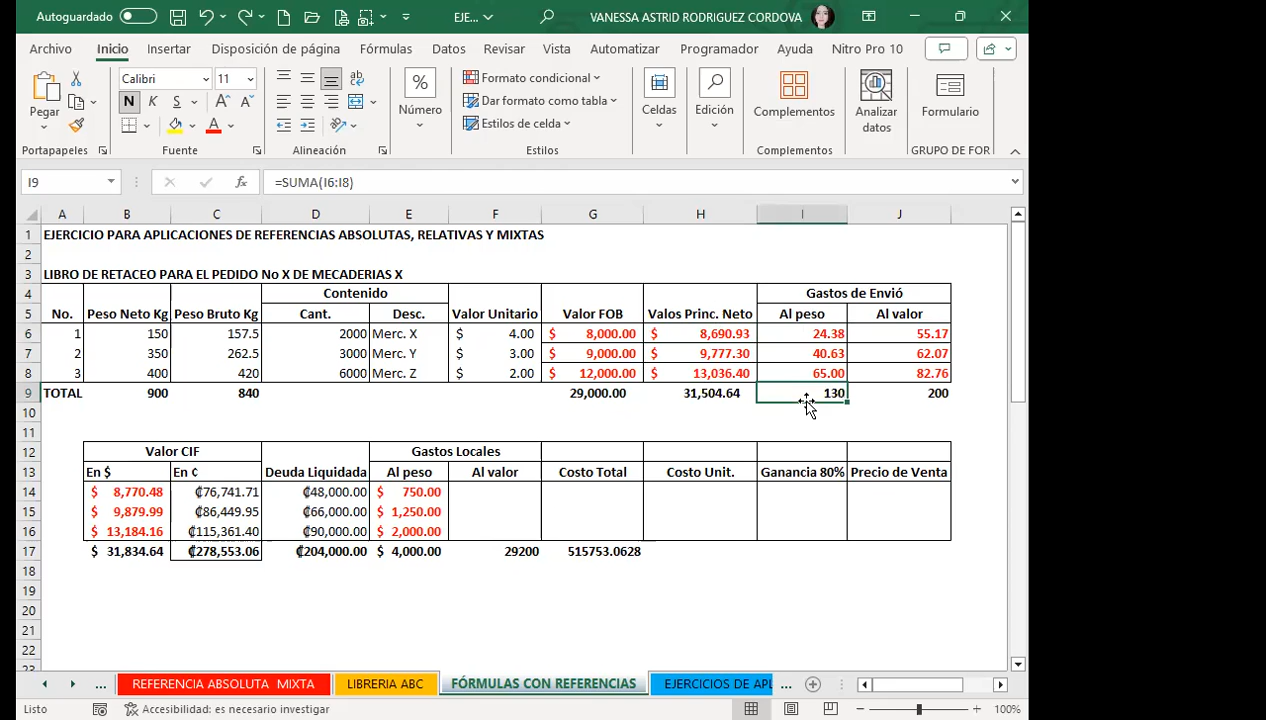 Autoguardado EJE... VANESSA ASTRID RODRIGUEZ CORDOVA
Archivo Inicio Insertar Disposición de página Fórmulas Datos Revisar Vista Automatizar Programador Ayuda Nitro Pro 10
Pegar Calibri 11 N K S A A A % Número Formato condicional Dar formato como tabla Estilos de celda Celdas Edición Complementos Analizar datos Formulario
Portapapeles Fuente Alineación Estilos Complementos GRUPO DE FOR
I9 fx =SUMA(I6:I8)
A B C D E F G H I J
1 EJERCICIO PARA APLICACIONES DE REFERENCIAS ABSOLUTAS, RELATIVAS Y MIXTAS
2
3 LIBRO DE RETACEO PARA EL PEDIDO No X DE MECADERIAS X
4 Contenido Gastos de Envió
5 No. Peso Neto Kg Peso Bruto Kg Cant. Desc. Valor Unitario Valor FOB Valos Princ. Neto Al peso Al valor
6 1 150 157.5 2000 Merc. X $ 4.00 $ 8,000.00 $ 8,690.93 24.38 55.17
7 2 350 262.5 3000 Merc. Y $ 3.00 $ 9,000.00 $ 9,777.30 40.63 62.07
8 3 400 420 6000 Merc. Z $ 2.00 $ 12,000.00 $ 13,036.40 65.00 82.76
9 TOTAL 900 840 29,000.00 31,504.64 130 200
10
11
12 Valor CIF Gastos Locales
13 En $ En ¢ Deuda Liquidada Al peso Al valor Costo Total Costo Unit. Ganancia 80% Precio de Venta
14 $ 8,770.48 ₡76,741.71 ₡48,000.00 $ 750.00
15 $ 9,879.99 ₡86,449.95 ₡66,000.00 $ 1,250.00
16 $ 13,184.16 ₡115,361.40 ₡90,000.00 $ 2,000.00
17 $ 31,834.64 ₡278,553.06 ₡204,000.00 $ 4,000.00 29200 515753.0628
18
19
20
21
22
23
... REFERENCIA ABSOLUTA MIXTA LIBRERIA ABC FÓRMULAS CON REFERENCIAS EJERCICIOS DE APL ...
Listo Accesibilidad: es necesario investigar 100%